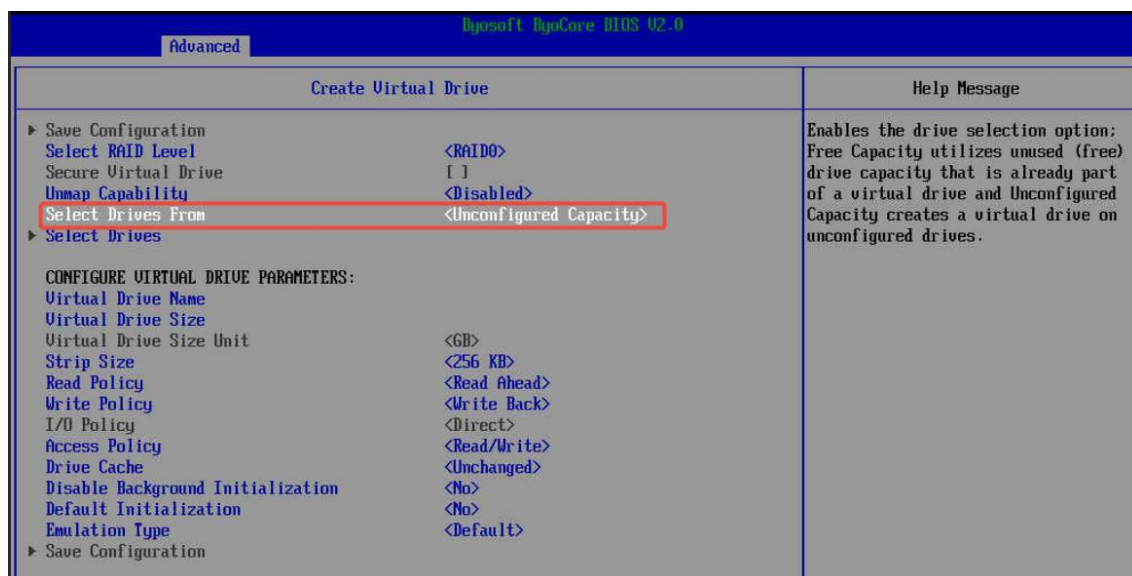 Byosoft ByoCore BIOS V2.0
Advanced
Create Virtual Drive
Help Message
▶ Save Configuration
Select RAID Level <RAID0>
Secure Virtual Drive [ ]
Unmap Capability <Disabled>
Select Drives From <Unconfigured Capacity>
▶ Select Drives
CONFIGURE VIRTUAL DRIVE PARAMETERS:
Virtual Drive Name
Virtual Drive Size
Virtual Drive Size Unit <GB>
Strip Size <256 KB>
Read Policy <Read Ahead>
Write Policy <Write Back>
I/O Policy <Direct>
Access Policy <Read/Write>
Drive Cache <Unchanged>
Disable Background Initialization <No>
Default Initialization <No>
Emulation Type <Default>
▶ Save Configuration
Enables the drive selection option:
Free Capacity utilizes unused (free)
drive capacity that is already part
of a virtual drive and Unconfigured
Capacity creates a virtual drive on
unconfigured drives.